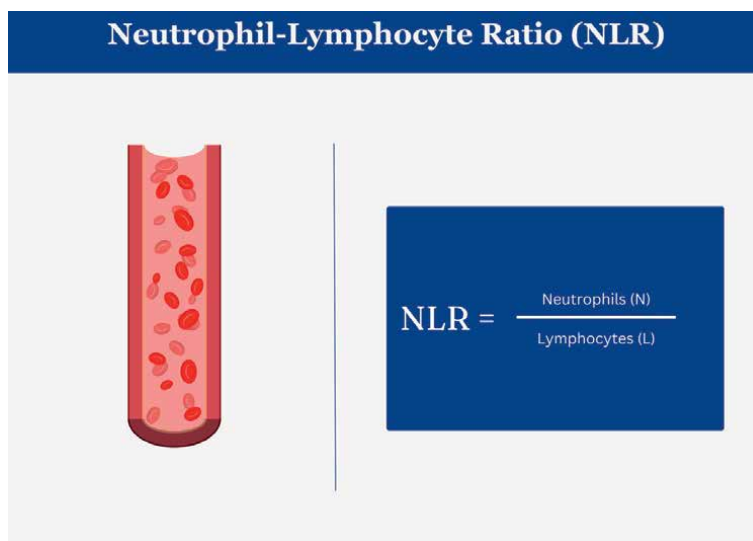 Neutrophil-Lymphocyte Ratio (NLR)
NLR =
Neutrophils (N)
Lymphocytes (L)